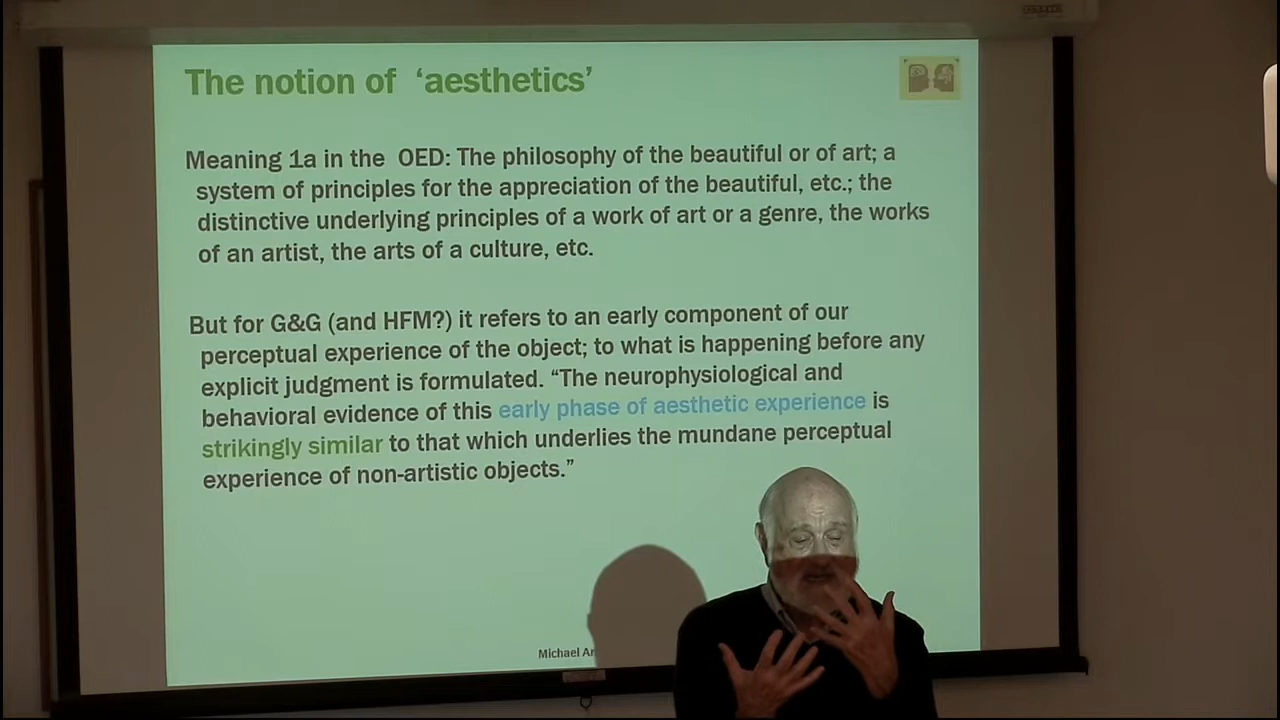 The notion of ‘aesthetics’
Meaning 1a in the OED: The philosophy of the beautiful or of art; a
system of principles for the appreciation of the beautiful, etc.; the
distinctive underlying principles of a work of art or a genre, the works
of an artist, the arts of a culture, etc.
But for G&G (and HFM?) it refers to an early component of our
perceptual experience of the object; to what is happening before any
explicit judgment is formulated. “The neurophysiological and
behavioral evidence of this early phase of aesthetic experience is
strikingly similar to that which underlies the mundane perceptual
experience of non-artistic objects.”
Michael